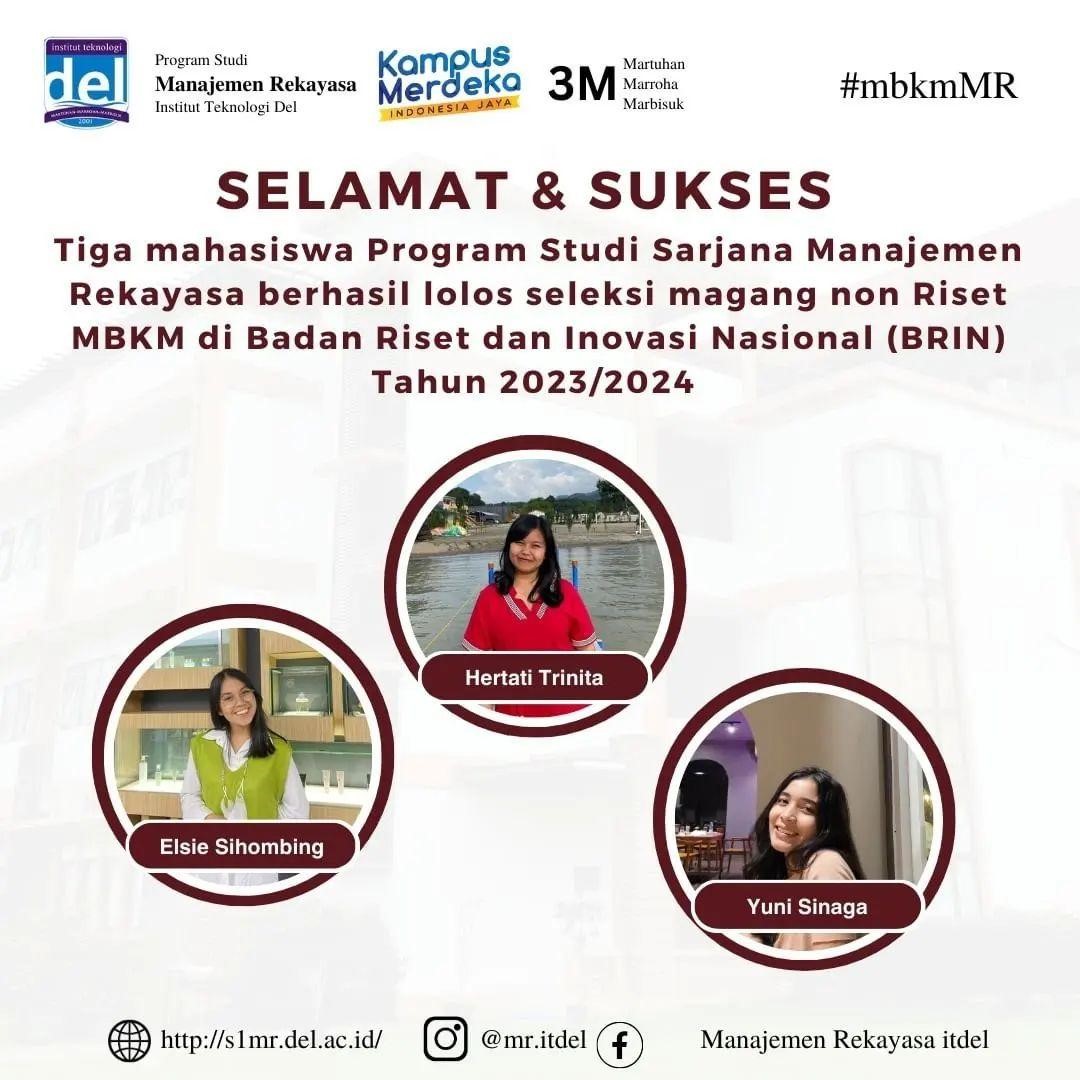 institut teknologi
del
MARTUHAN-MARROHA-MARBISUK
2001
Program Studi
Manajemen Rekayasa
Institut Teknologi Del
Kampus
Merdeka
INDONESIA JAYA
3M
Martuhan
Marroha
Marbisuk
#mbkmMR
SELAMAT & SUKSES
Tiga mahasiswa Program Studi Sarjana Manajemen
Rekayasa berhasil lolos seleksi magang non Riset
MBKM di Badan Riset dan Inovasi Nasional (BRIN)
Tahun 2023/2024
Hertati Trinita
Elsie Sihombing
Yuni Sinaga
http://s1mr.del.ac.id/
@mr.itdel
Manajemen Rekayasa itdel